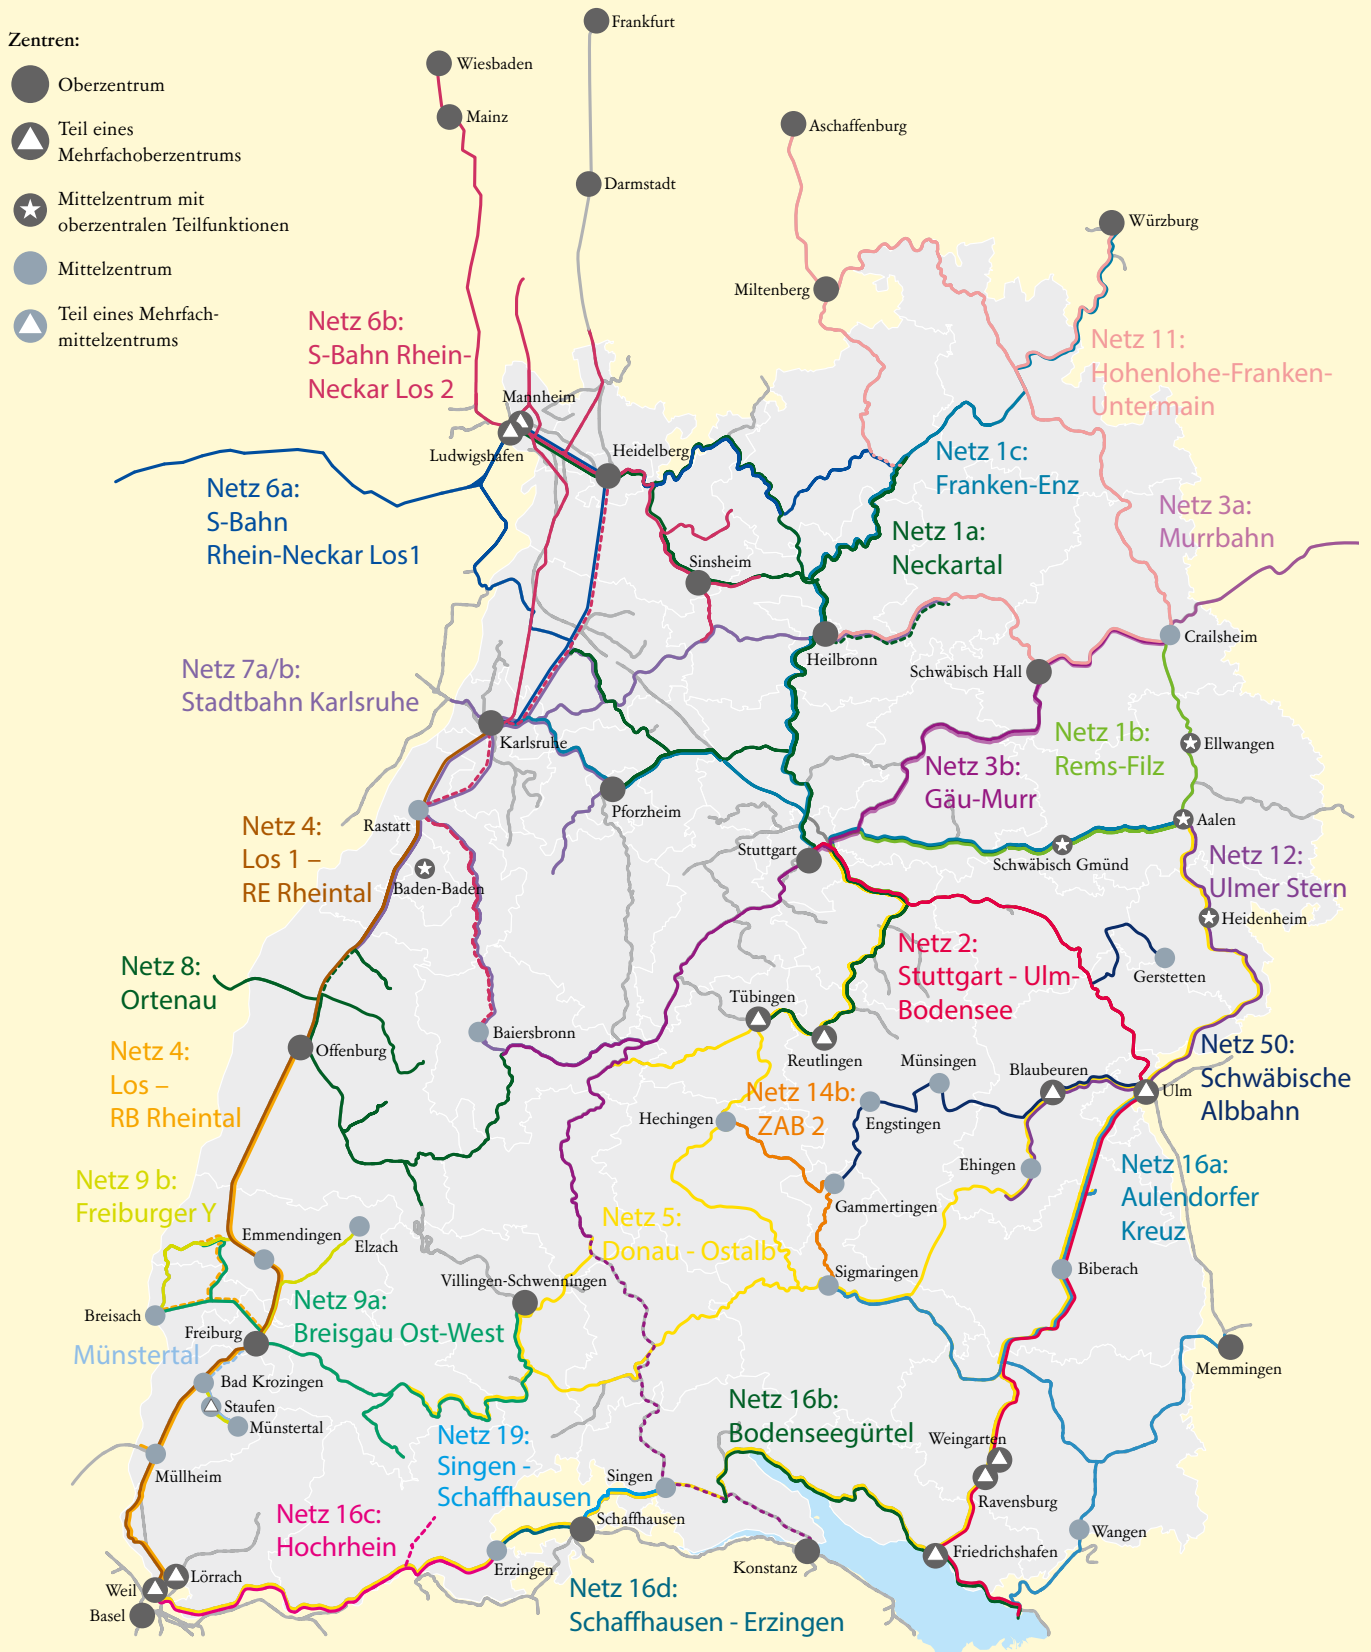 Zentren:
Oberzentrum
Teil eines
Mehrfachoberzentrums
Mittelzentrum mit
oberzentralen Teilfunktionen
Mittelzentrum
Teil eines Mehrfach-
mittelzentrums
Frankfurt
Wiesbaden
Mainz
Aschaffenburg
Darmstadt
Würzburg
Miltenberg
Netz 6b:
S-Bahn Rhein-
Neckar Los 2
Netz 11:
Hohenlohe-Franken-
Untermain
Mannheim
Ludwigshafen
Heidelberg
Netz 1c:
Franken-Enz
Netz 6a:
S-Bahn
Rhein-Neckar Los1
Netz 3a:
Murrbahn
Netz 1a:
Neckartal
Sinsheim
Crailsheim
Heilbronn
Schwäbisch Hall
Netz 7a/b:
Stadtbahn Karlsruhe
Karlsruhe
Netz 1b:
Rems-Filz
Ellwangen
Netz 3b:
Gäu-Murr
Pforzheim
Rastatt
Aalen
Netz 4:
Los 1 –
RE Rheintal
Stuttgart
Schwäbisch Gmünd
Baden-Baden
Netz 12:
Ulmer Stern
Heidenheim
Netz 8:
Ortenau
Netz 2:
Stuttgart - Ulm-
Bodensee
Gerstetten
Tübingen
Baiersbronn
Reutlingen
Offenburg
Netz 4:
Los –
RB Rheintal
Münsingen
Blaubeuren
Ulm
Netz 50:
Schwäbische
Albbahn
Netz 14b:
ZAB 2
Hechingen
Engstingen
Ehingen
Netz 16a:
Aulendorfer
Kreuz
Netz 9 b:
Freiburger Y
Gammertingen
Netz 5:
Donau - Ostalb
Emmendingen
Elzach
Villingen-Schwenningen
Sigmaringen
Biberach
Breisach
Netz 9a:
Breisgau Ost-West
Freiburg
Münstertal
Memmingen
Bad Krozingen
Staufen
Münstertal
Netz 16b:
Bodenseegürtel
Weingarten
Netz 19:
Singen -
Schaffhausen
Müllheim
Singen
Ravensburg
Netz 16c:
Hochrhein
Schaffhausen
Wangen
Erzingen
Konstanz
Friedrichshafen
Lörrach
Weil
Basel
Netz 16d:
Schaffhausen - Erzingen